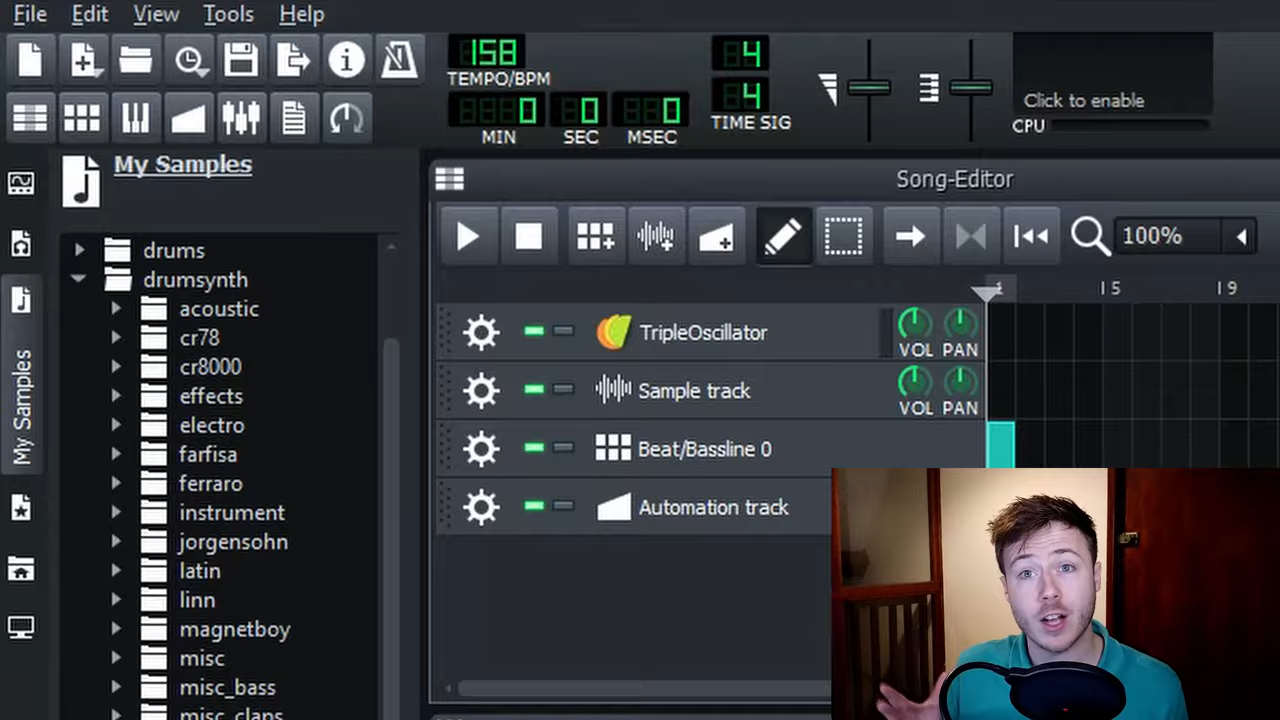 File Edit View Tools Help
158
TEMPO/BPM
0 0 0
MIN SEC MSEC
4
4
TIME SIG
Click to enable
CPU
My Samples
My Samples
drums
drumsynth
acoustic
cr78
cr8000
effects
electro
farfisa
ferraro
instrument
jorgensohn
latin
linn
magnetboy
misc
misc_bass
misc_claps
Song-Editor
100%
1 5 9
TripleOscillator
VOL PAN
Sample track
VOL PAN
Beat/Bassline 0
Automation track